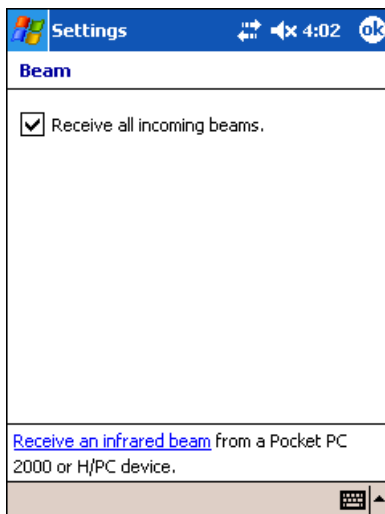 Settings 4:02 ok
Beam
Receive all incoming beams.
Receive an infrared beam from a Pocket PC
2000 or H/PC device.